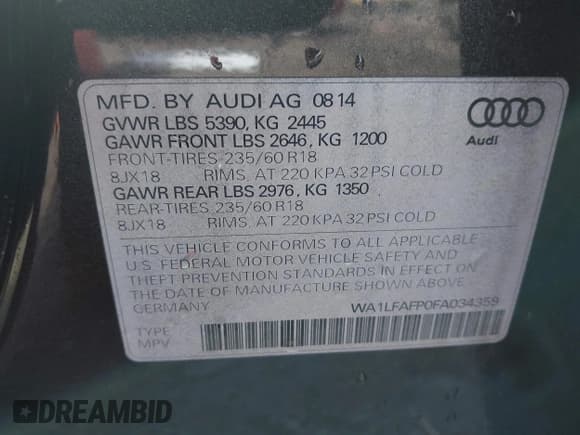 MFD. BY AUDI AG 08 14
GVWR LBS 5390, KG 2445
GAWR FRONT LBS 2646, KG 1200
FRONT-TIRES 235/60 R18
8JX18 RIMS, AT 220 KPA 32 PSI COLD
GAWR REAR LBS 2976, KG 1350
REAR-TIRES 235/60 R18
8JX18 RIMS, AT 220 KPA 32 PSI COLD
Audi
THIS VEHICLE CONFORMS TO ALL APPLICABLE
U.S. FEDERAL MOTOR VEHICLE SAFETY AND
THEFT PREVENTION STANDARDS IN EFFECT ON
THE DATE OF MANUFACTURE SHOWN ABOVE
GERMANY WA1LFAFP0FA034359
TYPE
MPV
DREAMBID